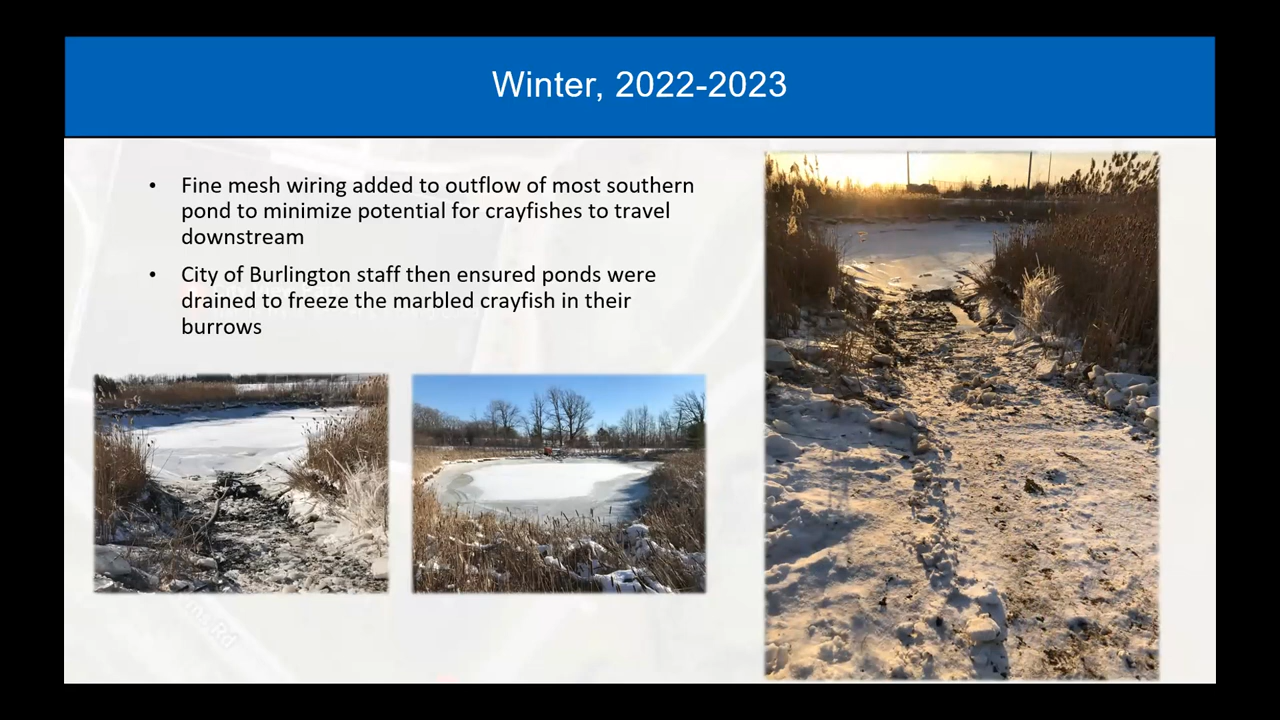 Winter, 2022-2023
• Fine mesh wiring added to outflow of most southern
pond to minimize potential for crayfishes to travel
downstream
• City of Burlington staff then ensured ponds were
drained to freeze the marbled crayfish in their
burrows